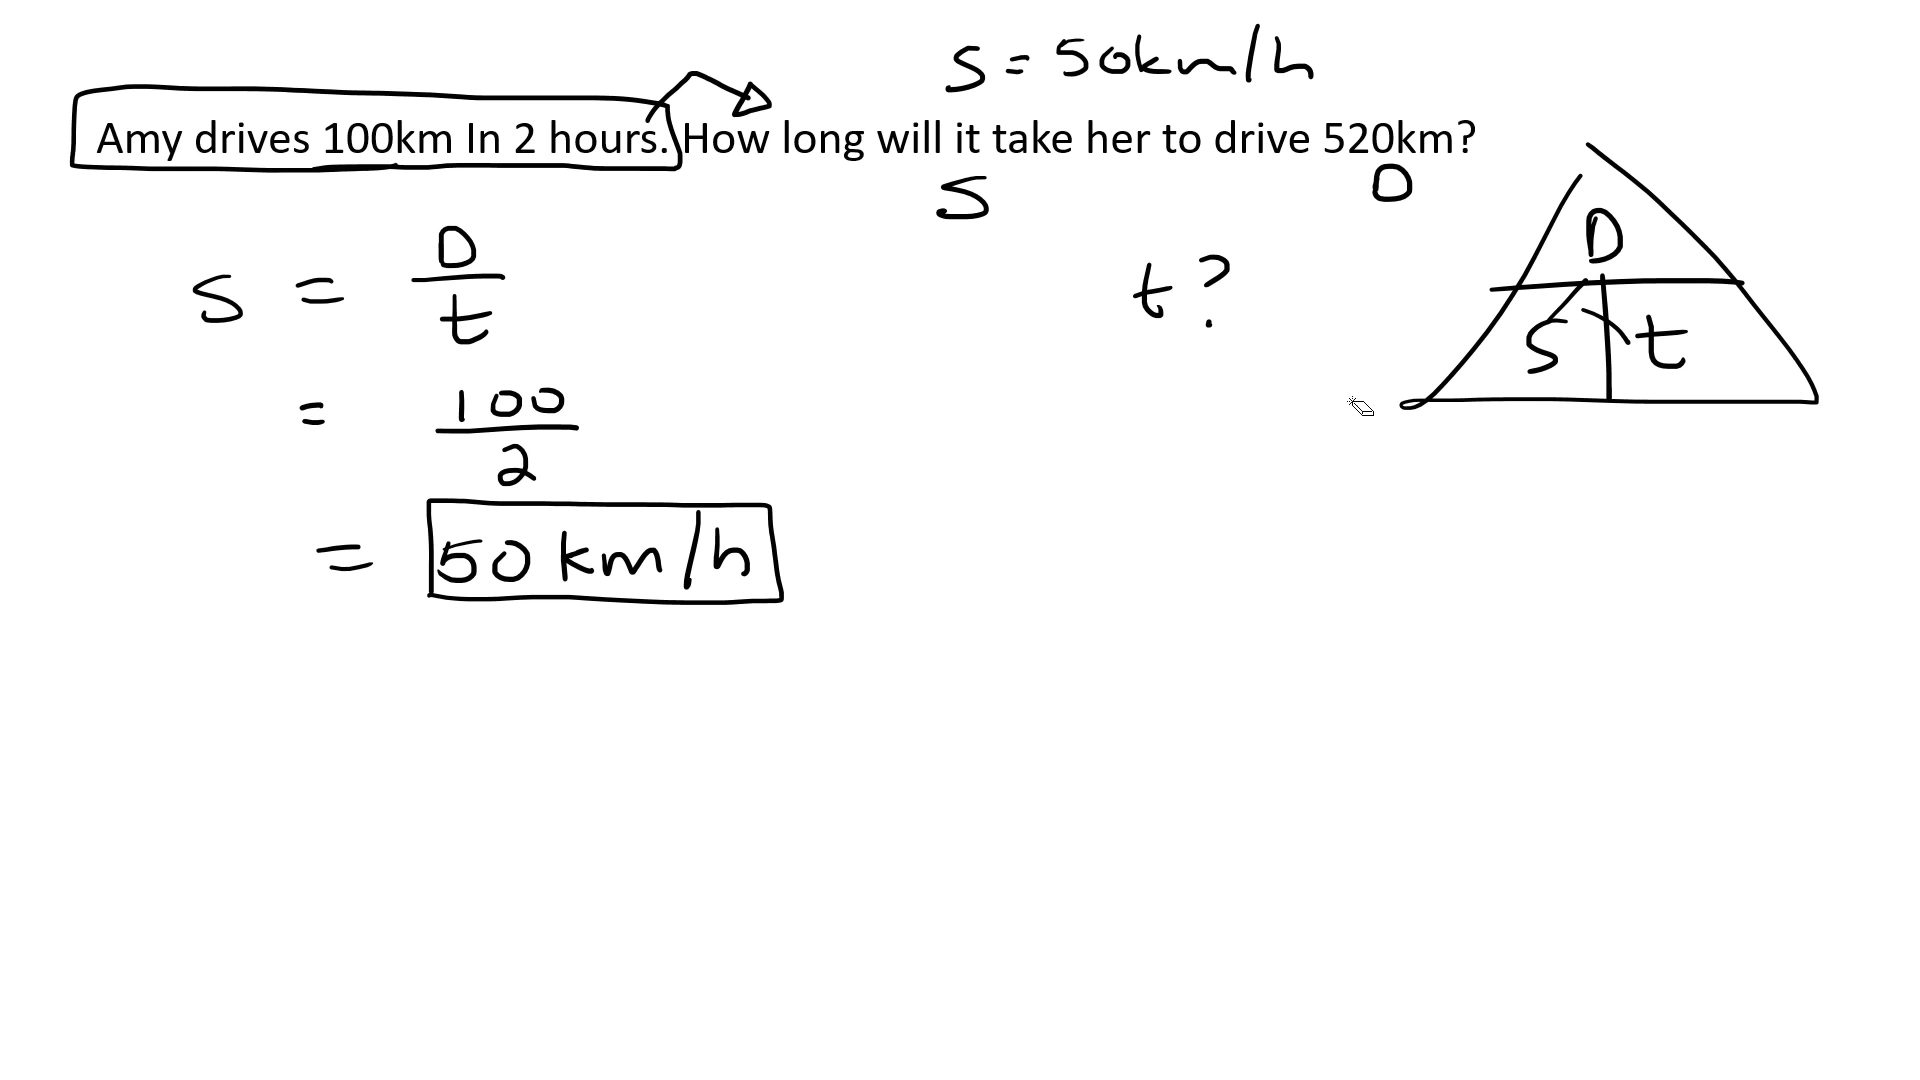 s = 50km/h
Amy drives 100km In 2 hours. How long will it take her to drive 520km?
S D
s = D/t
t?
D
S t
= 100/2
= 50 km/h